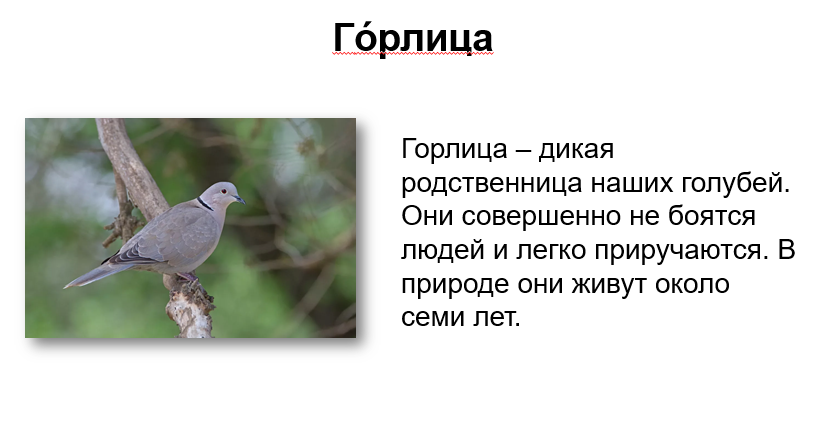 Го́рлица
Горлица – дикая
родственница наших голубей.
Они совершенно не боятся
людей и легко приручаются. В
природе они живут около
семи лет.